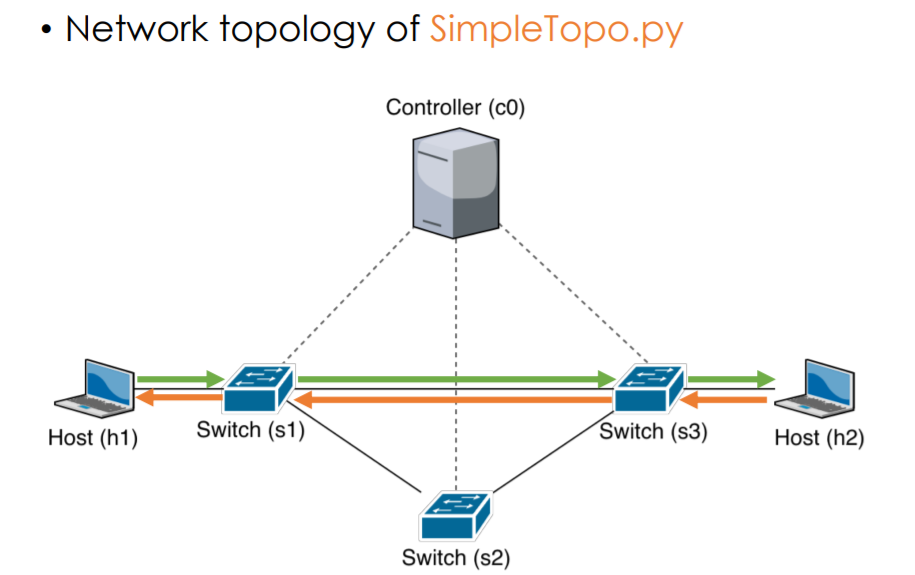 • Network topology of SimpleTopo.py
Controller (c0)
Host (h1)
Switch (s1)
Switch (s3)
Host (h2)
Switch (s2)